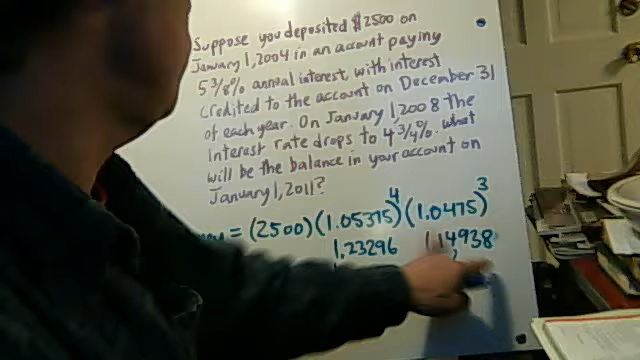 Suppose you deposited $2500 on
January 1, 2004 in an account paying
5 3/8% annual interest, with interest
credited to the account on December 31
of each year. On January 1, 2008 the
interest rate drops to 4 3/4%. What
will be the balance in your account on
January 1, 2011?
= (2500)(1.05375)^4 (1.0475)^3
1.23296 1.14938